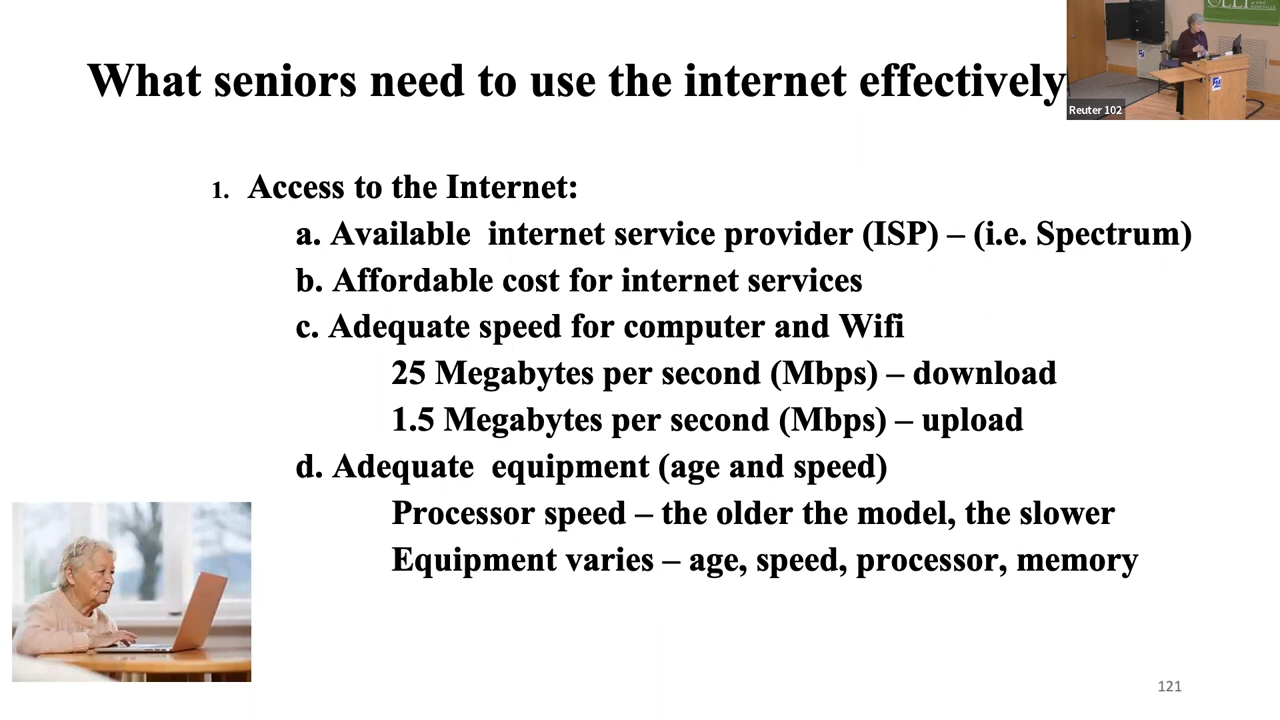 What seniors need to use the internet effectively
Reuter 102
1. Access to the Internet:
a. Available internet service provider (ISP) – (i.e. Spectrum)
b. Affordable cost for internet services
c. Adequate speed for computer and Wifi
25 Megabytes per second (Mbps) – download
1.5 Megabytes per second (Mbps) – upload
d. Adequate equipment (age and speed)
Processor speed – the older the model, the slower
Equipment varies – age, speed, processor, memory
121